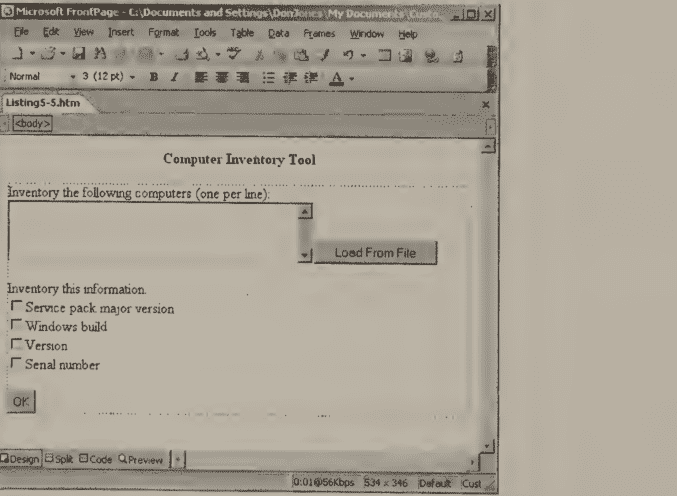 Microsoft FrontPage - C:\Documents and Settings\DonJones\My Documents\
File Edit View Insert Format Tools Table Data Frames Window Help
Normal 3 (12 pt) B I A
Listing5-5.htm
<body>
Computer Inventory Tool
Inventory the following computers (one per line):
Load From File
Inventory this information.
Service pack major version
Windows build
Version
Serial number
OK
Design Split Code Preview
0:01@56Kbps 534 x 346 Default Cust